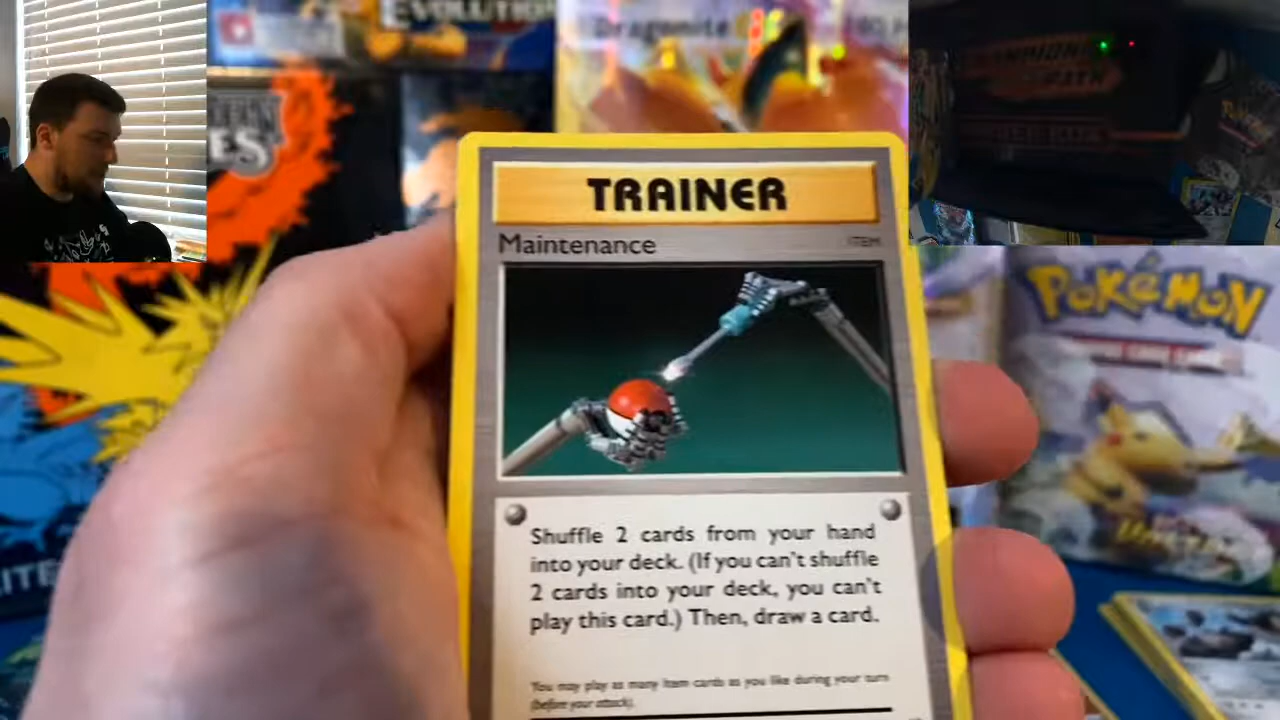 EVOLUTION
Dragonite
TRAINER
Maintenance
ITEM
Shuffle 2 cards from your hand
into your deck. (If you can't shuffle
2 cards into your deck, you can't
play this card.) Then, draw a card.
You may play as many Item cards as you like during your turn
(before your attack).
POKéMON